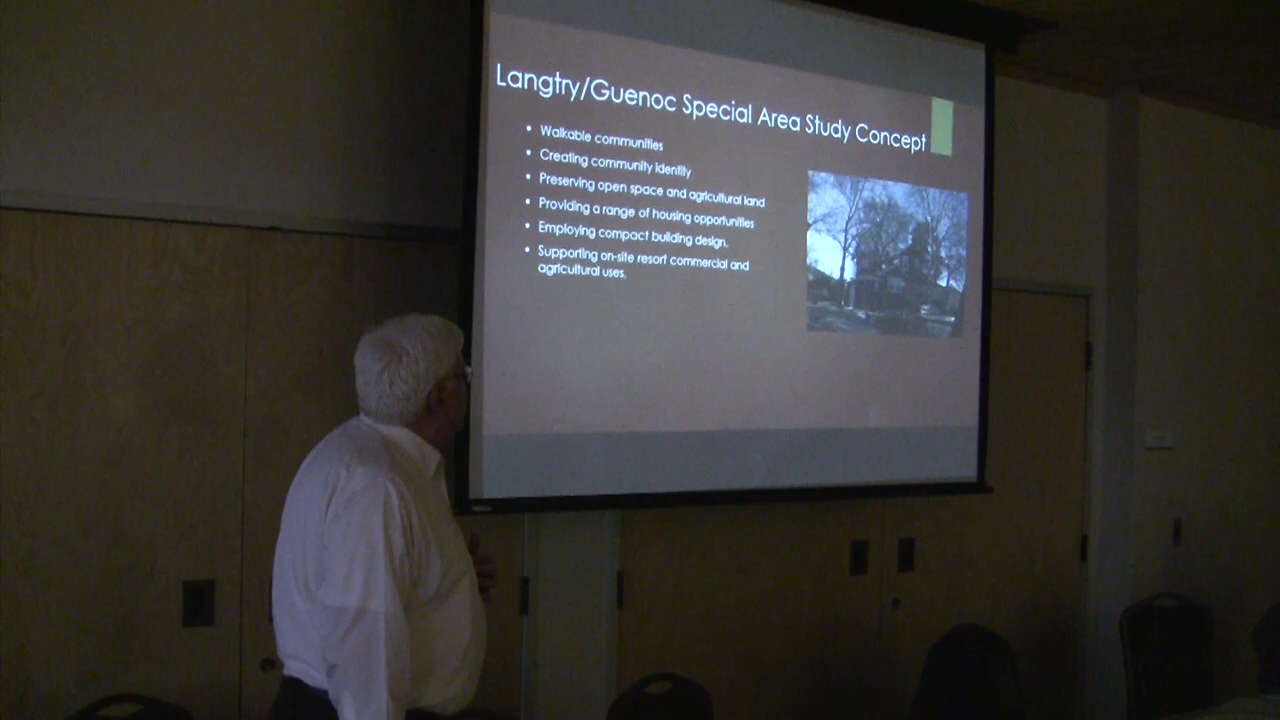 Langtry/Guenoc Special Area Study Concept
• Walkable communities
• Creating community identity
• Preserving open space and agricultural land
• Providing a range of housing opportunities
• Employing compact building design.
• Supporting on-site resort commercial and
agricultural uses.